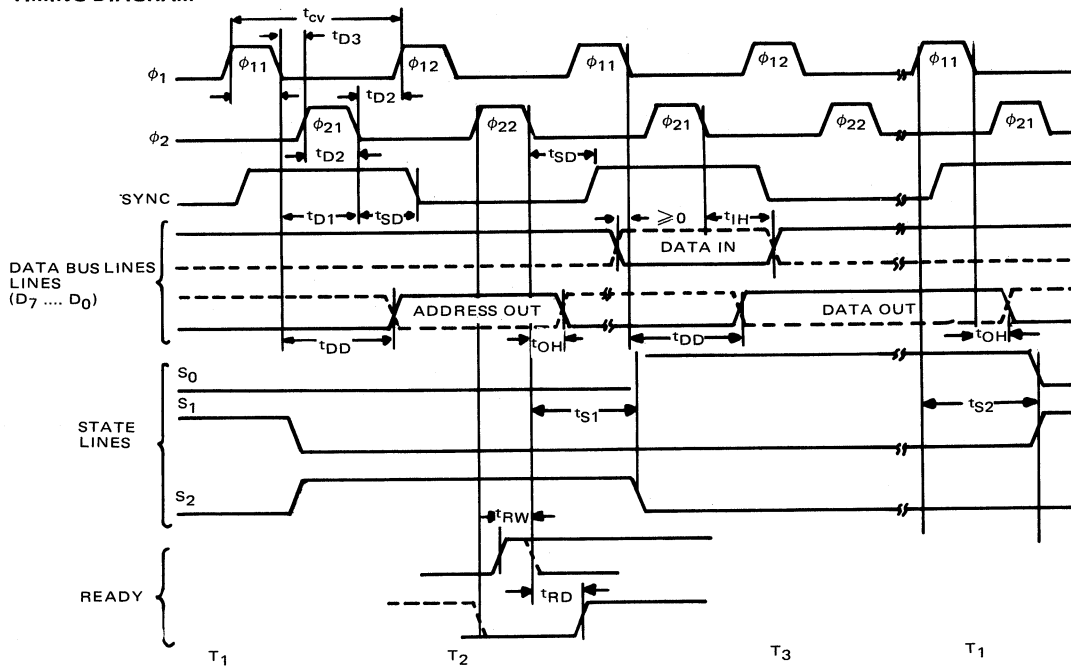 TIMING DIAGRAM
tCY
tD3
φ1
φ11
φ12
φ11
φ12
φ11
tD2
φ2
φ21
φ22
φ21
φ22
φ21
tD2
tSD
SYNC
tD1
tSD
≥0
tIH
DATA IN
DATA BUS LINES
LINES
(D7 .... D0)
ADDRESS OUT
DATA OUT
tDD
tOH
tDD
tOH
S0
S1
tS1
tS2
STATE
LINES
S2
tRW
READY
tRD
T1
T2
T3
T1